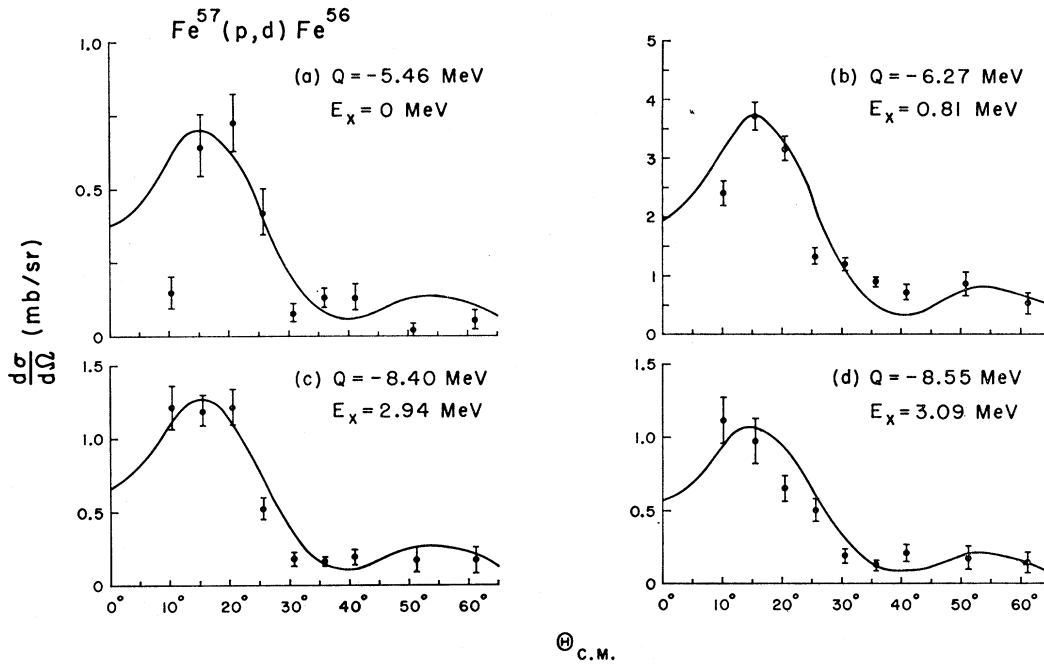 Fe⁵⁷(p,d) Fe⁵⁶
1.0
0.5
0
(a) Q = −5.46 MeV
Eₓ = 0 MeV
5
4
3
2
1
0
(b) Q = −6.27 MeV
Eₓ = 0.81 MeV
dσ/dΩ (mb/sr)
1.5
1.0
0.5
0
(c) Q = −8.40 MeV
Eₓ = 2.94 MeV
0° 10° 20° 30° 40° 50° 60°
1.5
1.0
0.5
0
(d) Q = −8.55 MeV
Eₓ = 3.09 MeV
0° 10° 20° 30° 40° 50° 60°
Θ C.M.